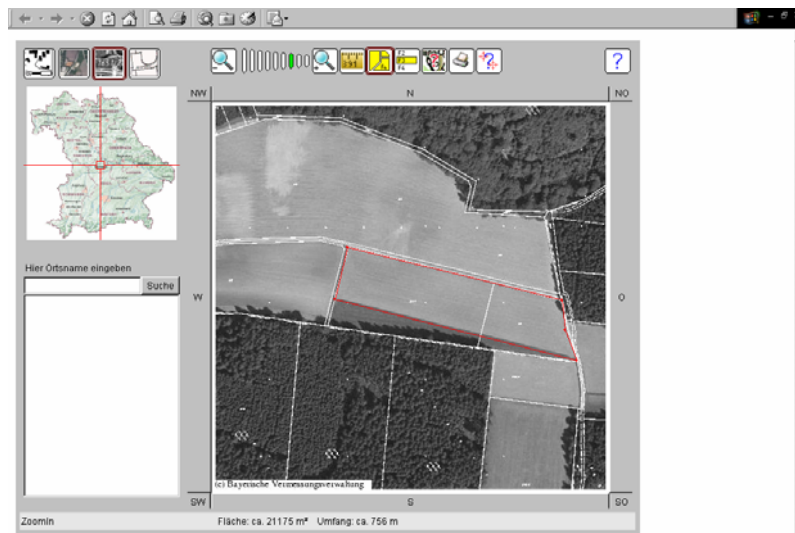 ?
NW
N
NO
Hier Ortsname eingeben
Suche
W
O
(c) Bayerische Vermessungsverwaltung
SW
S
SO
ZoomIn
Fläche: ca. 21175 m² Umfang: ca. 756 m